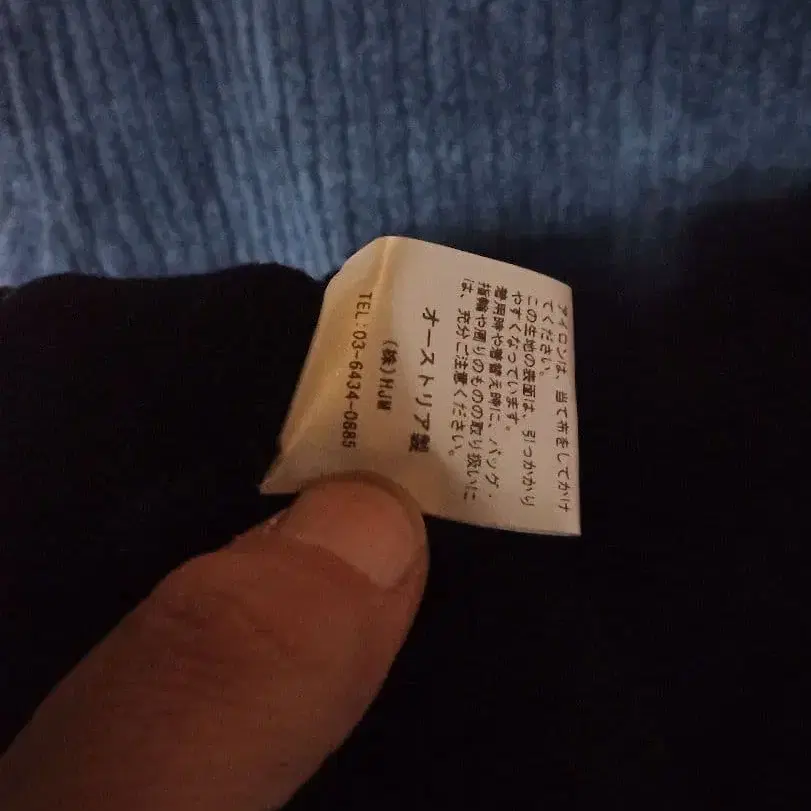 アイロンは、当て布をしてかけ
てください。
この生地の表面は、引っかかり
やすくなっています。
着用時や着替え時に、バッグ・
指輪や周りのものの取り扱いに
は、充分ご注意ください。
オーストリア製
(株)HJM
TEL:03-6434-0885